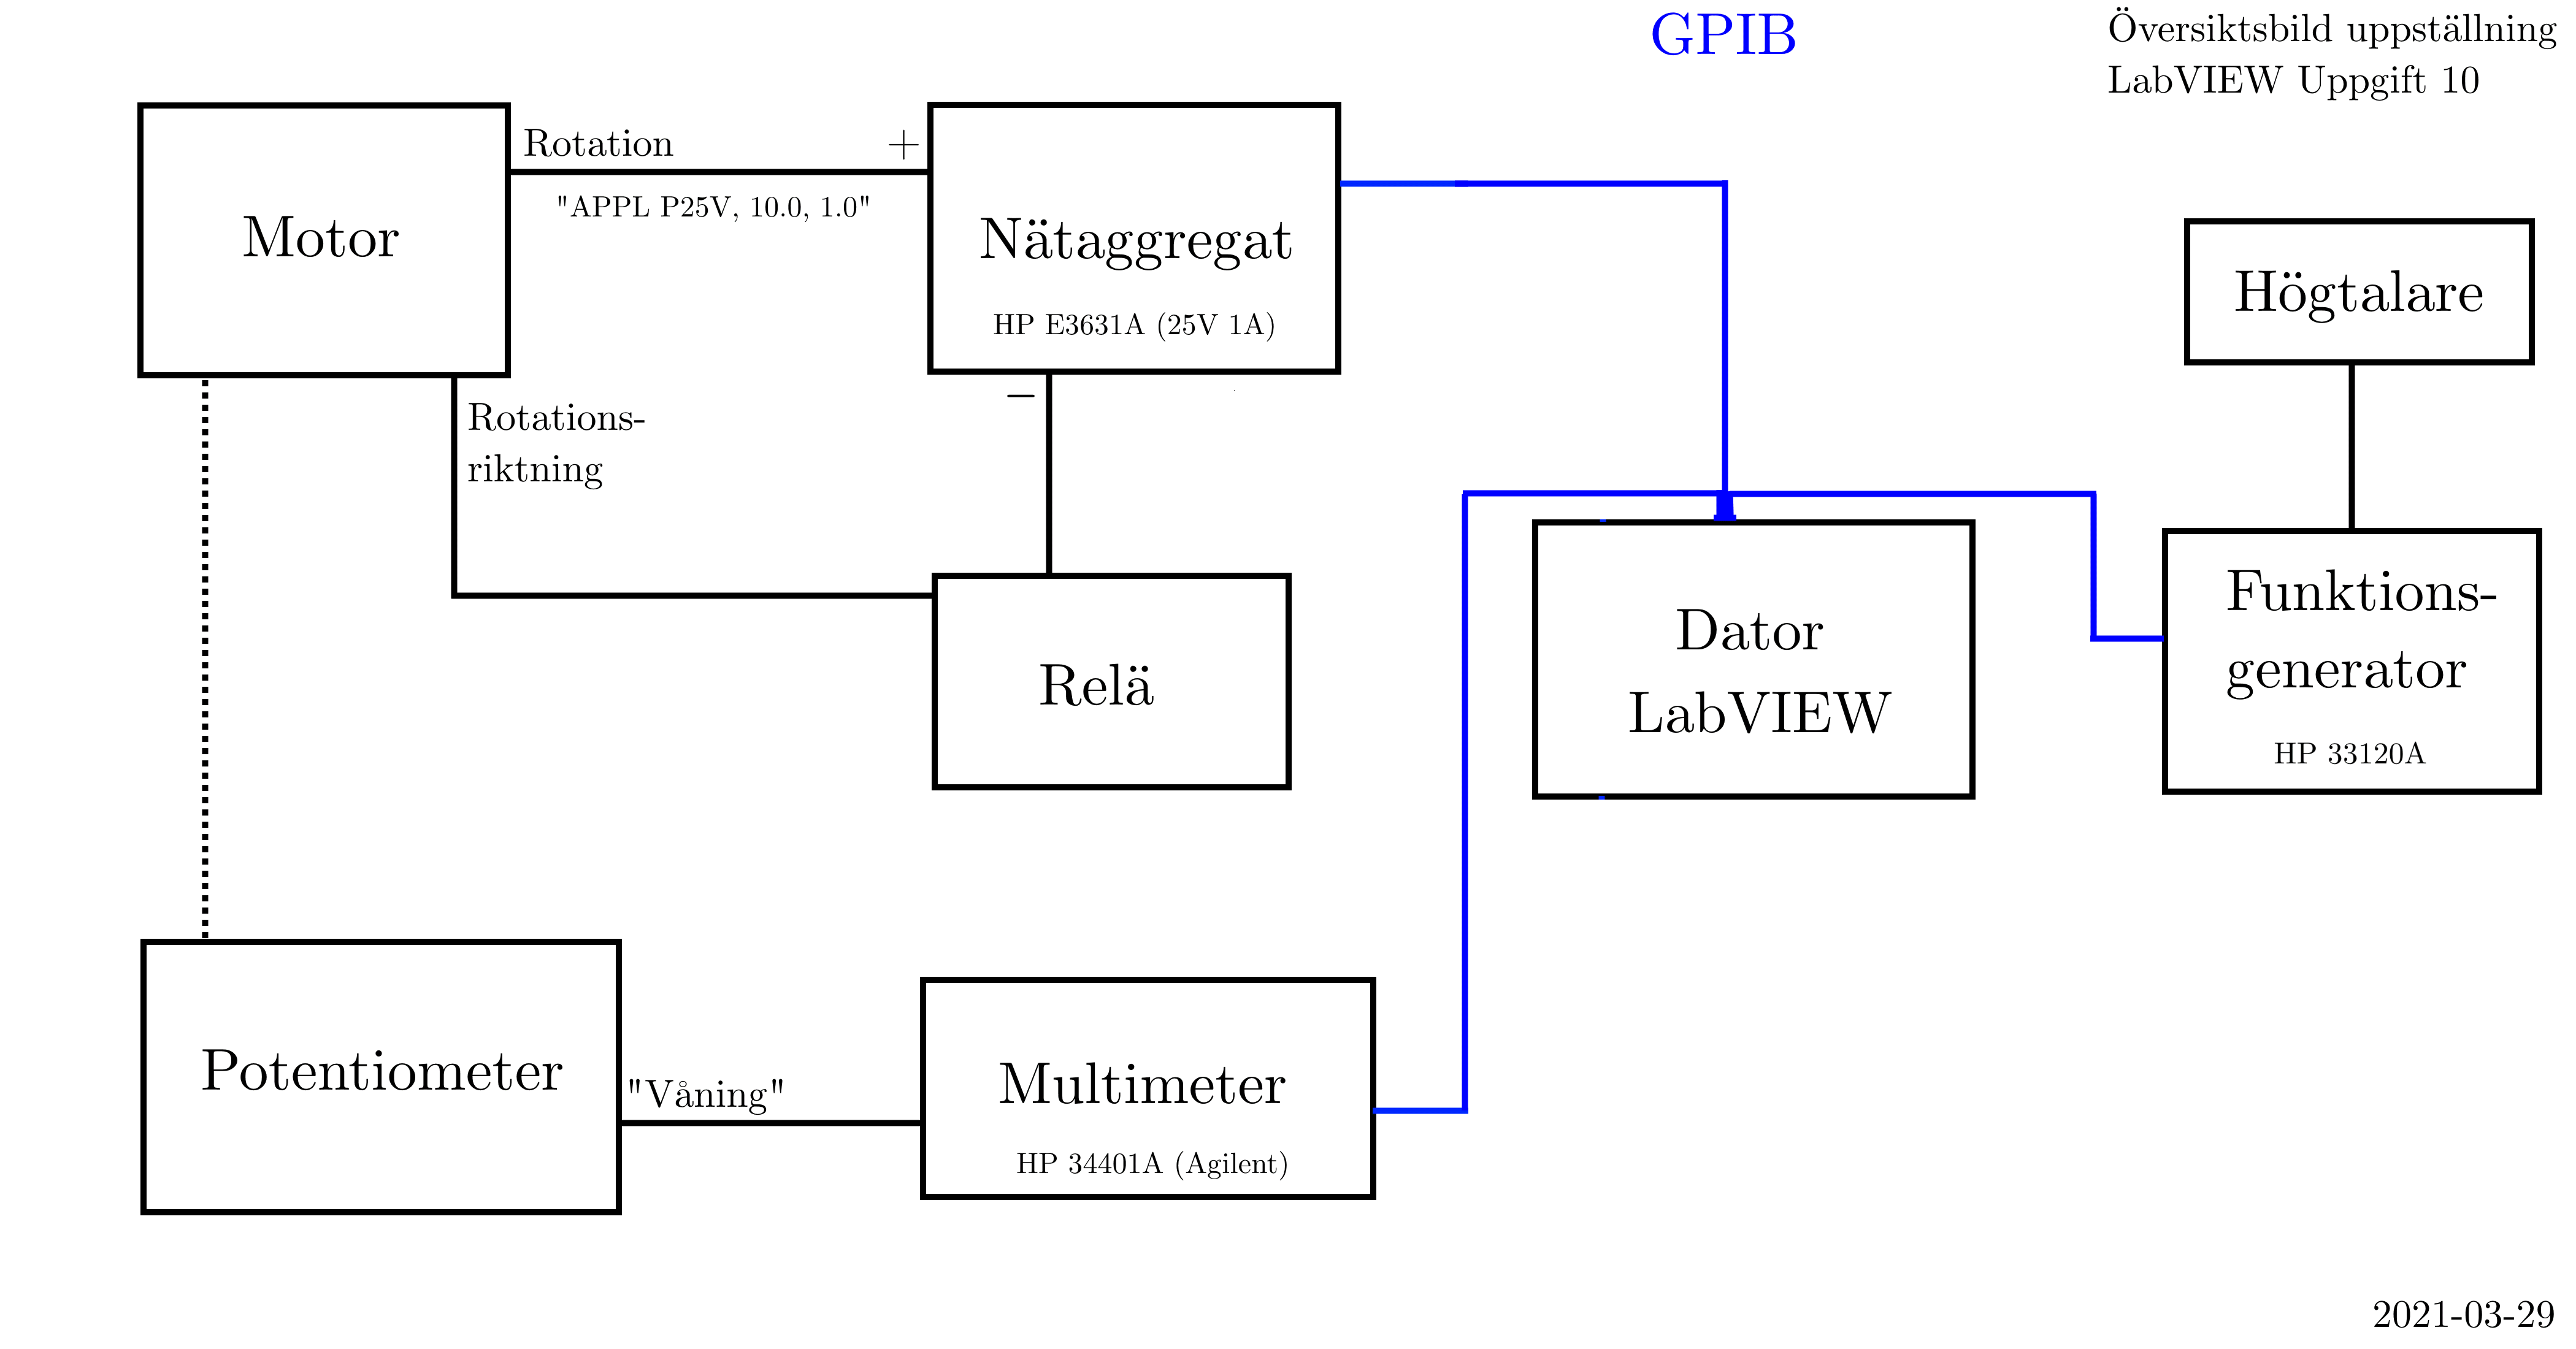 GPIB
Översiktsbild uppställning
LabVIEW Uppgift 10
Rotation
+
"APPL P25V, 10.0, 1.0"
Motor
Nätaggregat
HP E3631A (25V 1A)
Högtalare
−
Rotations-
riktning
Relä
Dator
LabVIEW
Funktions-
generator
HP 33120A
Potentiometer
"Våning"
Multimeter
HP 34401A (Agilent)
2021-03-29